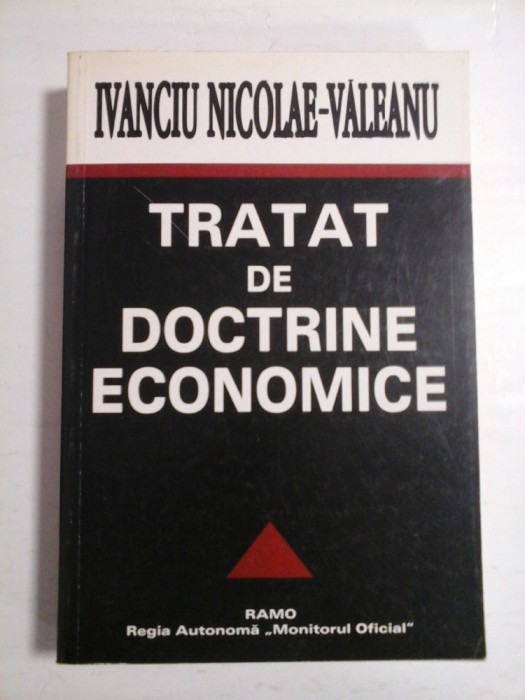 IVANCIU NICOLAE-VĂLEANU
TRATAT
DE
DOCTRINE
ECONOMICE
RAMO
Regia Autonomă „Monitorul Oficial“